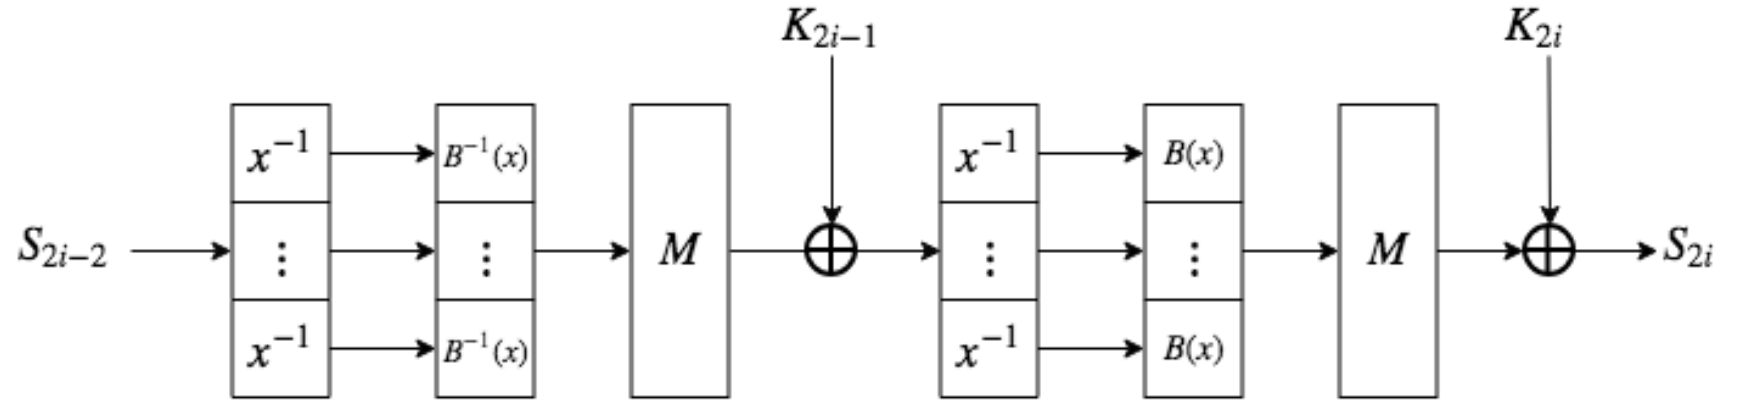 K₂ᵢ₋₁ K₂ᵢ
x⁻¹ B⁻¹(x) x⁻¹ B(x)
S₂ᵢ₋₂ ⋮ ⋮ M ⋮ ⋮ M S₂ᵢ
x⁻¹ B⁻¹(x) x⁻¹ B(x)